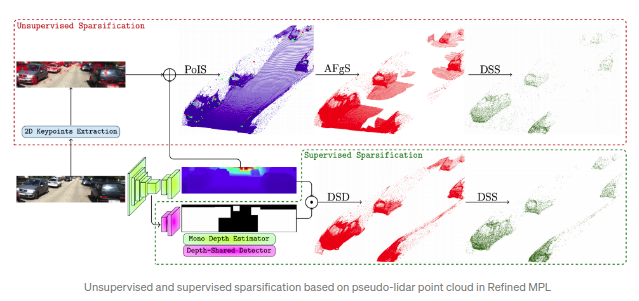 Unsupervised Sparsification
PoIS
AFgS
DSS
2D Keypoints Extraction
Supervised Sparsification
DSD
DSS
Mono Depth Estimator
Depth-Shared Detector
Unsupervised and supervised sparsification based on pseudo-lidar point cloud in Refined MPL